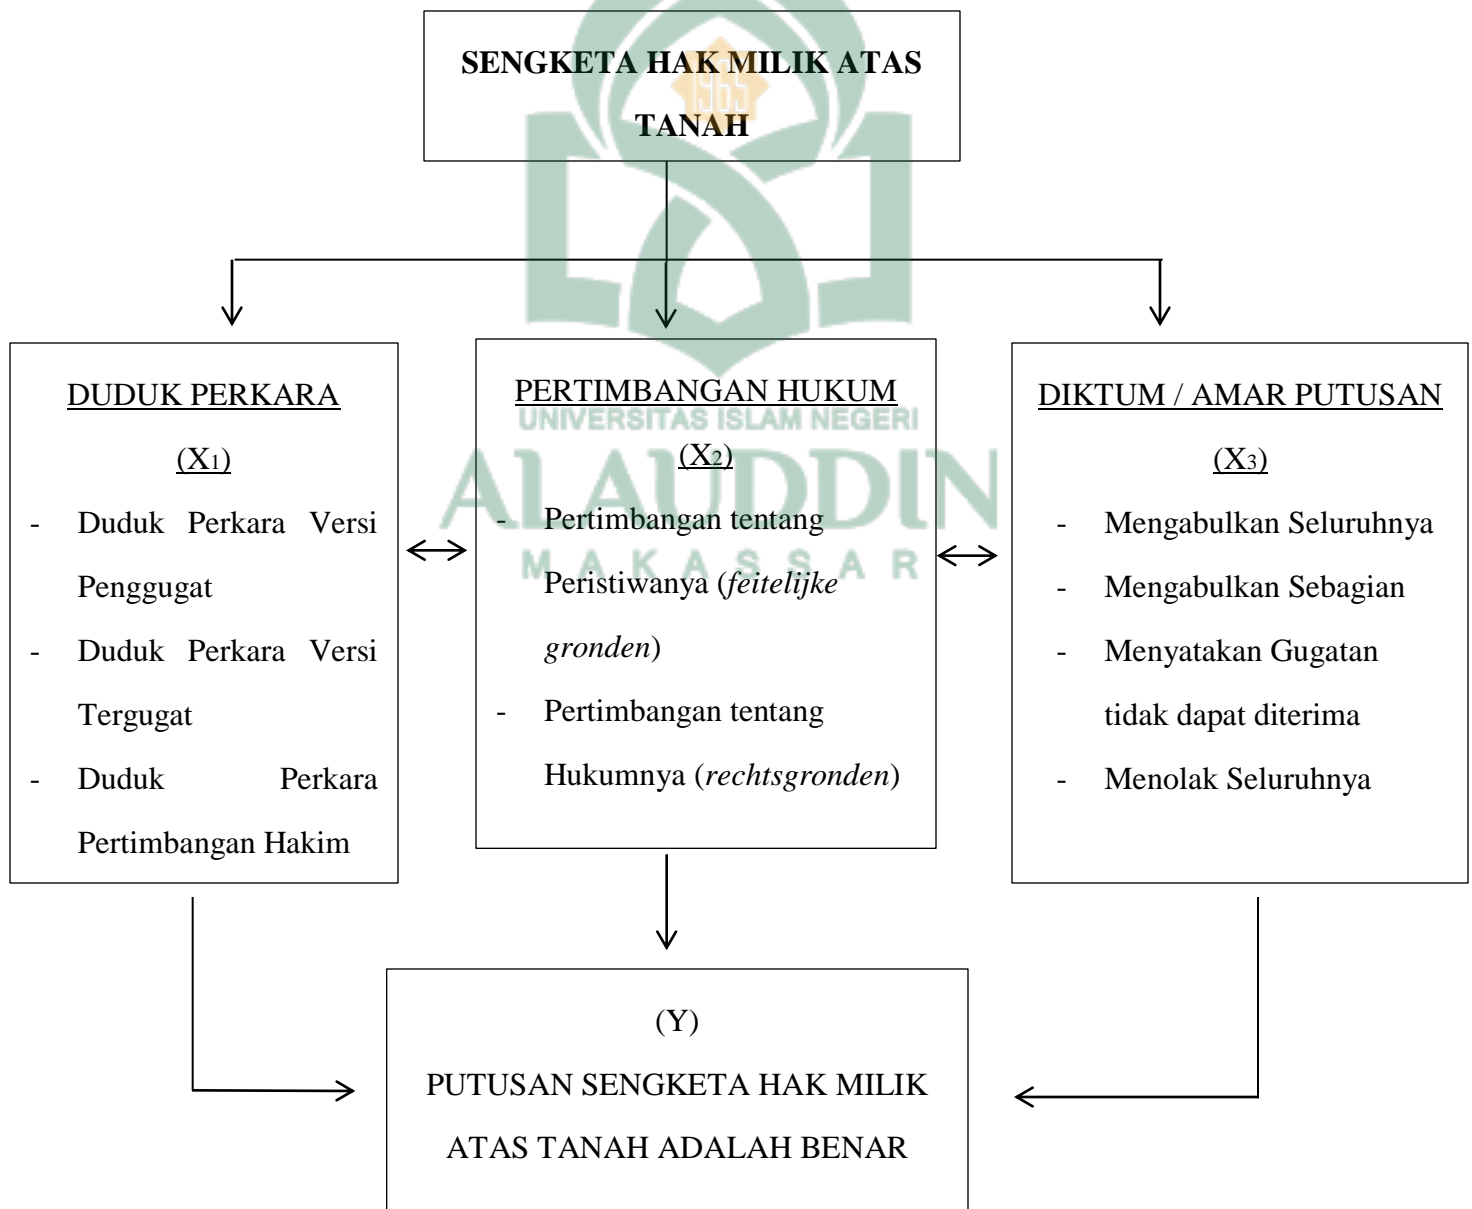 SENGKETA HAK MILIK ATAS
TANAH
1965
DUDUK PERKARA
(X1)
- Duduk Perkara Versi
Penggugat
- Duduk Perkara Versi
Tergugat
- Duduk Perkara
Pertimbangan Hakim
PERTIMBANGAN HUKUM
(X2)
- Pertimbangan tentang
Peristiwanya (feitelijke
gronden)
- Pertimbangan tentang
Hukumnya (rechtsgronden)
DIKTUM / AMAR PUTUSAN
(X3)
- Mengabulkan Seluruhnya
- Mengabulkan Sebagian
- Menyatakan Gugatan
tidak dapat diterima
- Menolak Seluruhnya
UNIVERSITAS ISLAM NEGERI
ALAUDDIN
MAKASSAR
(Y)
PUTUSAN SENGKETA HAK MILIK
ATAS TANAH ADALAH BENAR